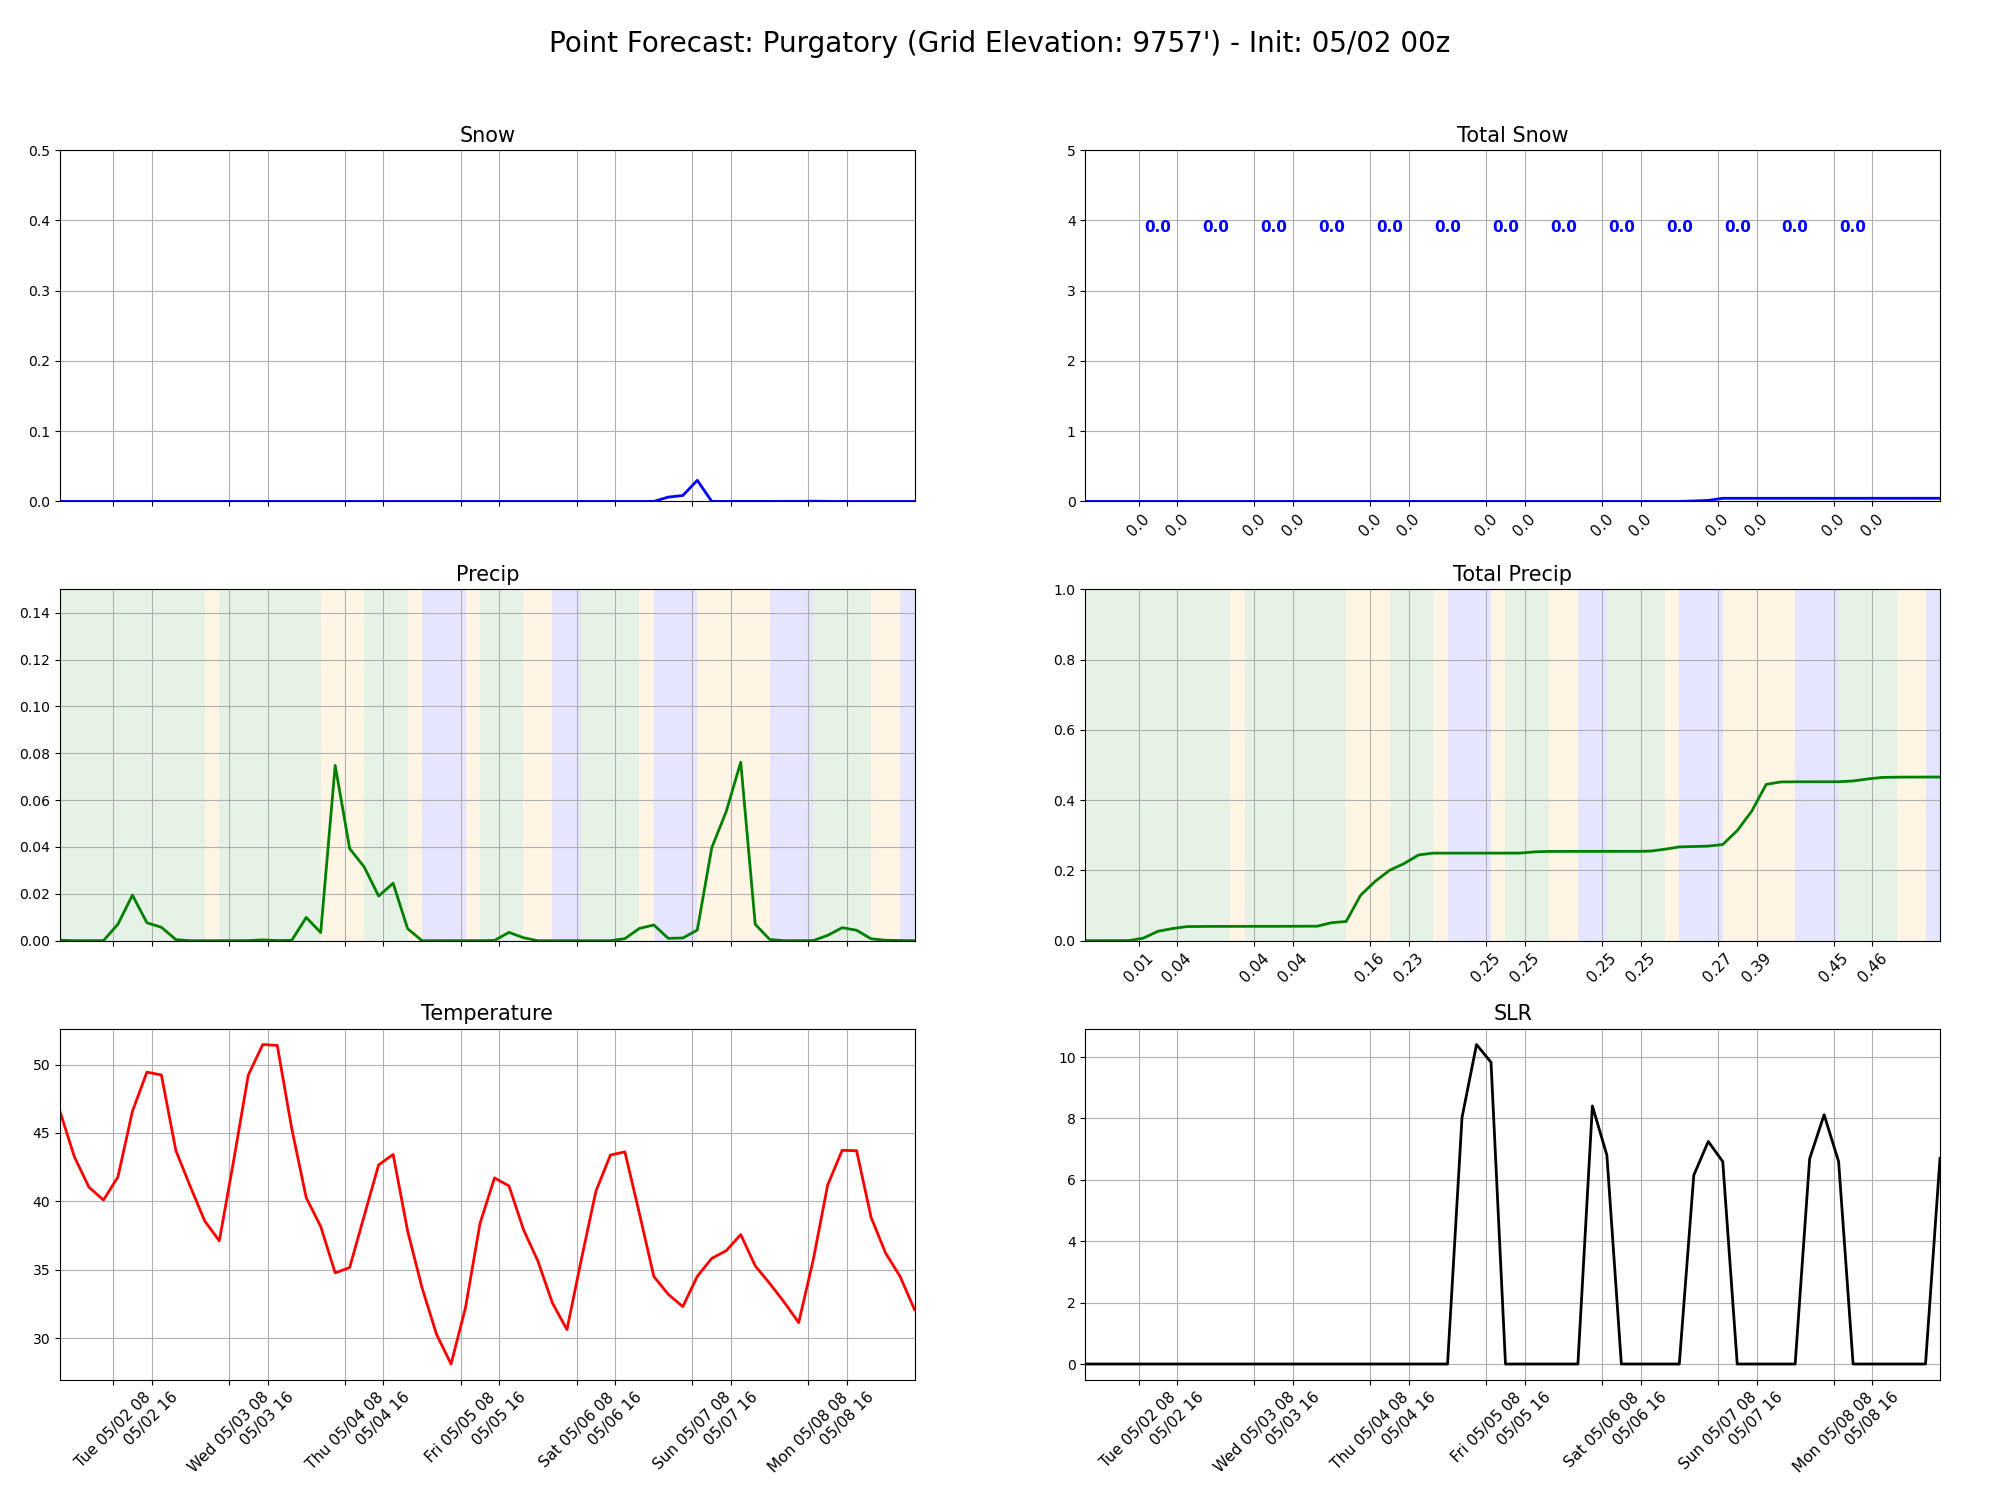 Point Forecast: Purgatory (Grid Elevation: 9757') - Init: 05/02 00z
Snow
0.5
0.4
0.3
0.2
0.1
0.0
Total Snow
5
4
3
2
1
0
0.0 0.0 0.0 0.0 0.0 0.0 0.0 0.0 0.0 0.0 0.0 0.0 0.0
0.0 0.0 0.0 0.0 0.0 0.0 0.0 0.0 0.0 0.0 0.0 0.0 0.0 0.0
Precip
0.14
0.12
0.10
0.08
0.06
0.04
0.02
0.00
Total Precip
1.0
0.8
0.6
0.4
0.2
0.0
0.01 0.04 0.04 0.04 0.16 0.23 0.25 0.25 0.25 0.25 0.27 0.39 0.45 0.46
Temperature
50
45
40
35
30
Tue 05/02 08
05/02 16
Wed 05/03 08
05/03 16
Thu 05/04 08
05/04 16
Fri 05/05 08
05/05 16
Sat 05/06 08
05/06 16
Sun 05/07 08
05/07 16
Mon 05/08 08
05/08 16
SLR
10
8
6
4
2
0
Tue 05/02 08
05/02 16
Wed 05/03 08
05/03 16
Thu 05/04 08
05/04 16
Fri 05/05 08
05/05 16
Sat 05/06 08
05/06 16
Sun 05/07 08
05/07 16
Mon 05/08 08
05/08 16